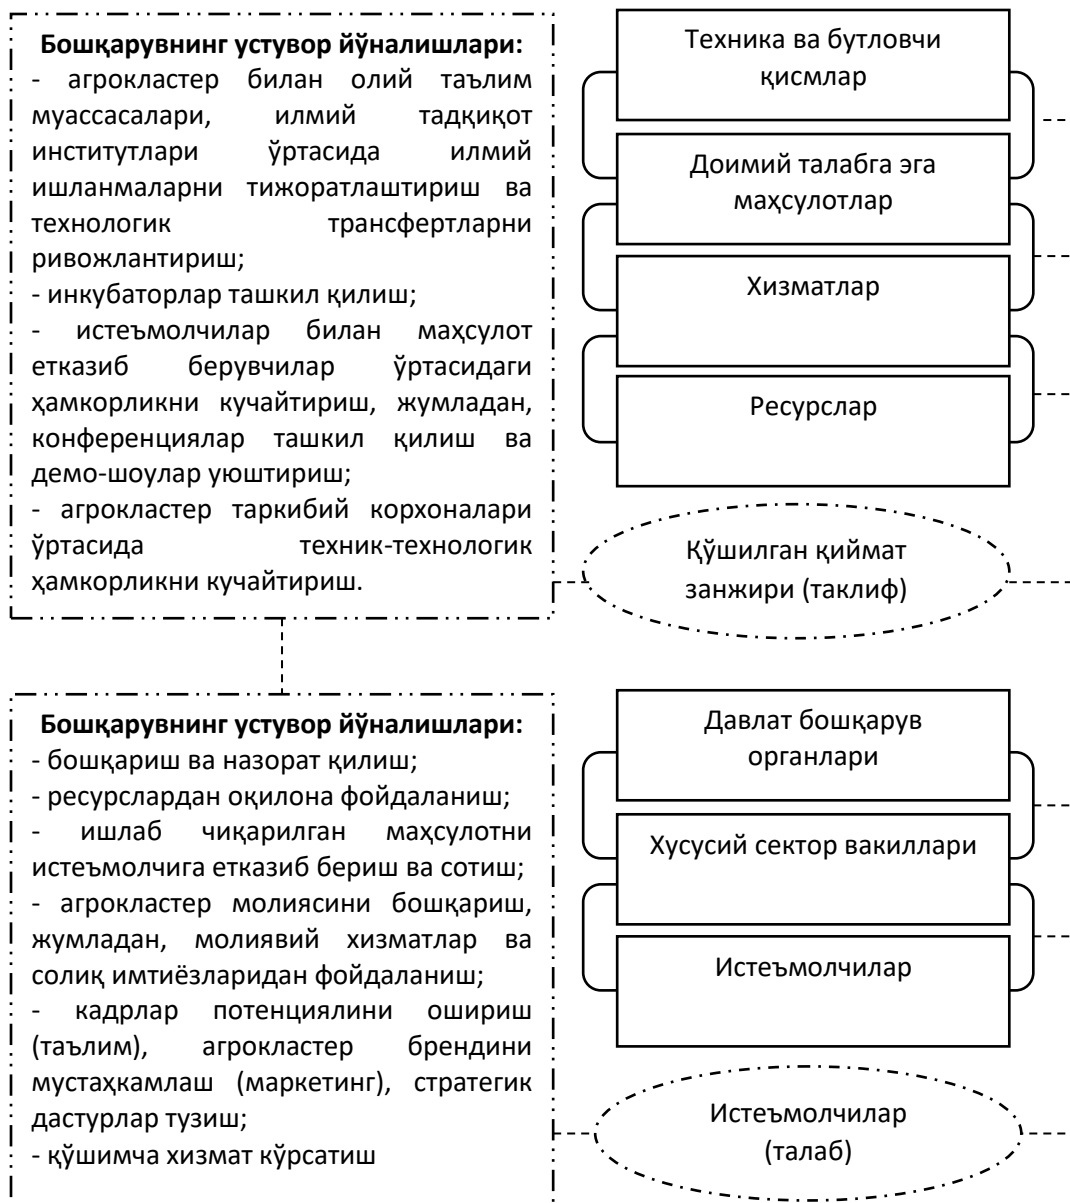 Бошқарувнинг устувор йўналишлари:
- агрокластер билан олий таълим
муассасалари, илмий тадқиқот
институтлари ўртасида илмий
ишланмаларни тижоратлаштириш ва
технологик трансфертларни
ривожлантириш;
- инкубаторлар ташкил қилиш;
- истеъмолчилар билан маҳсулот
етказиб берувчилар ўртасидаги
ҳамкорликни кучайтириш, жумладан,
конференциялар ташкил қилиш ва
демо-шоулар уюштириш;
- агрокластер таркибий корхоналари
ўртасида техник-технологик
ҳамкорликни кучайтириш.
Техника ва бутловчи
қисмлар
Доимий талабга эга
маҳсулотлар
Хизматлар
Ресурслар
Қўшилган қиймат
занжири (таклиф)
Бошқарувнинг устувор йўналишлари:
- бошқариш ва назорат қилиш;
- ресурслардан оқилона фойдаланиш;
- ишлаб чиқарилган маҳсулотни
истеъмолчига етказиб бериш ва сотиш;
- агрокластер молиясини бошқариш,
жумладан, молиявий хизматлар ва
солиқ имтиёзларидан фойдаланиш;
- кадрлар потенциялини ошириш
(таълим), агрокластер брендини
мустаҳкамлаш (маркетинг), стратегик
дастурлар тузиш;
- қўшимча хизмат кўрсатиш
Давлат бошқарув
органлари
Хусусий сектор вакиллари
Истеъмолчилар
Истеъмолчилар
(талаб)